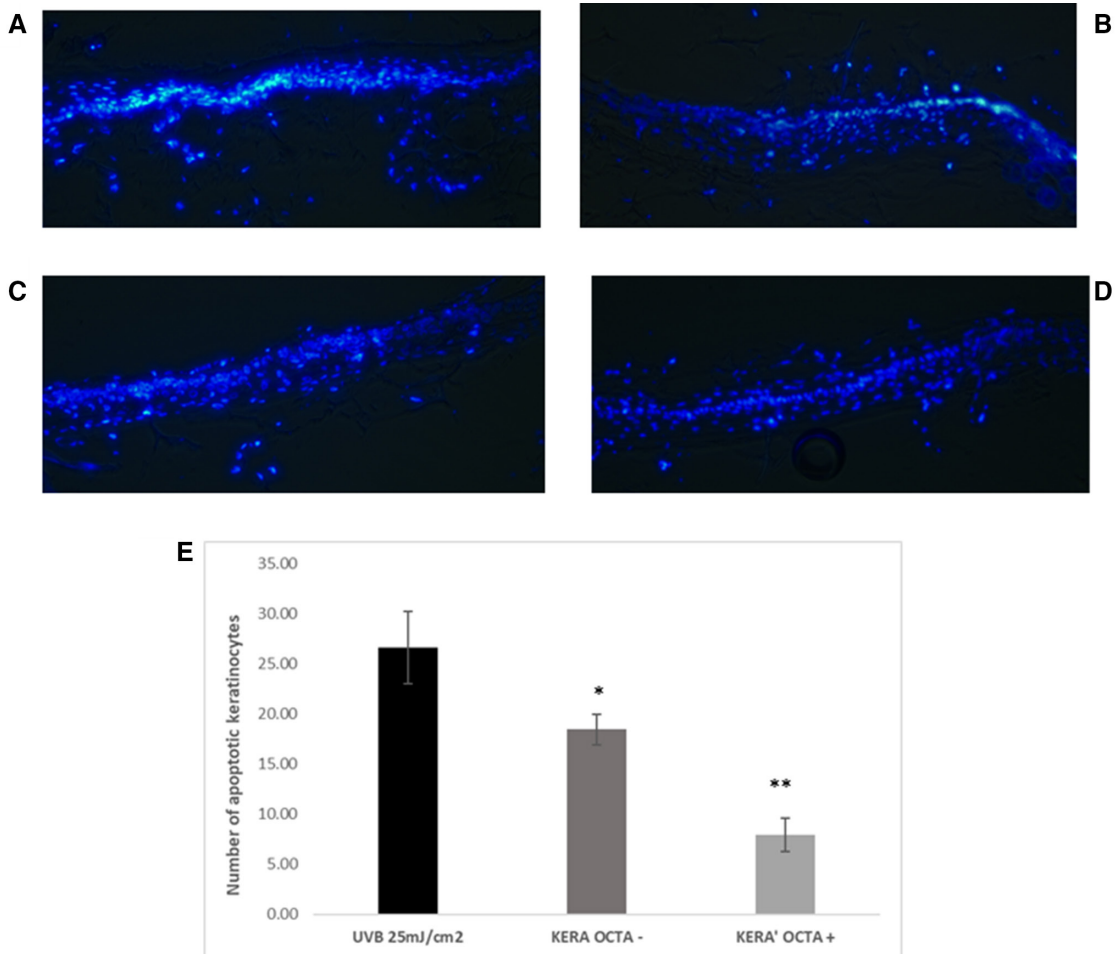 A
B
C
D
E
Number of apoptotic keratinocytes
35.00
30.00
25.00
20.00
15.00
10.00
5.00
0.00
*
**
UVB 25mJ/cm2
KERA OCTA -
KERA' OCTA +